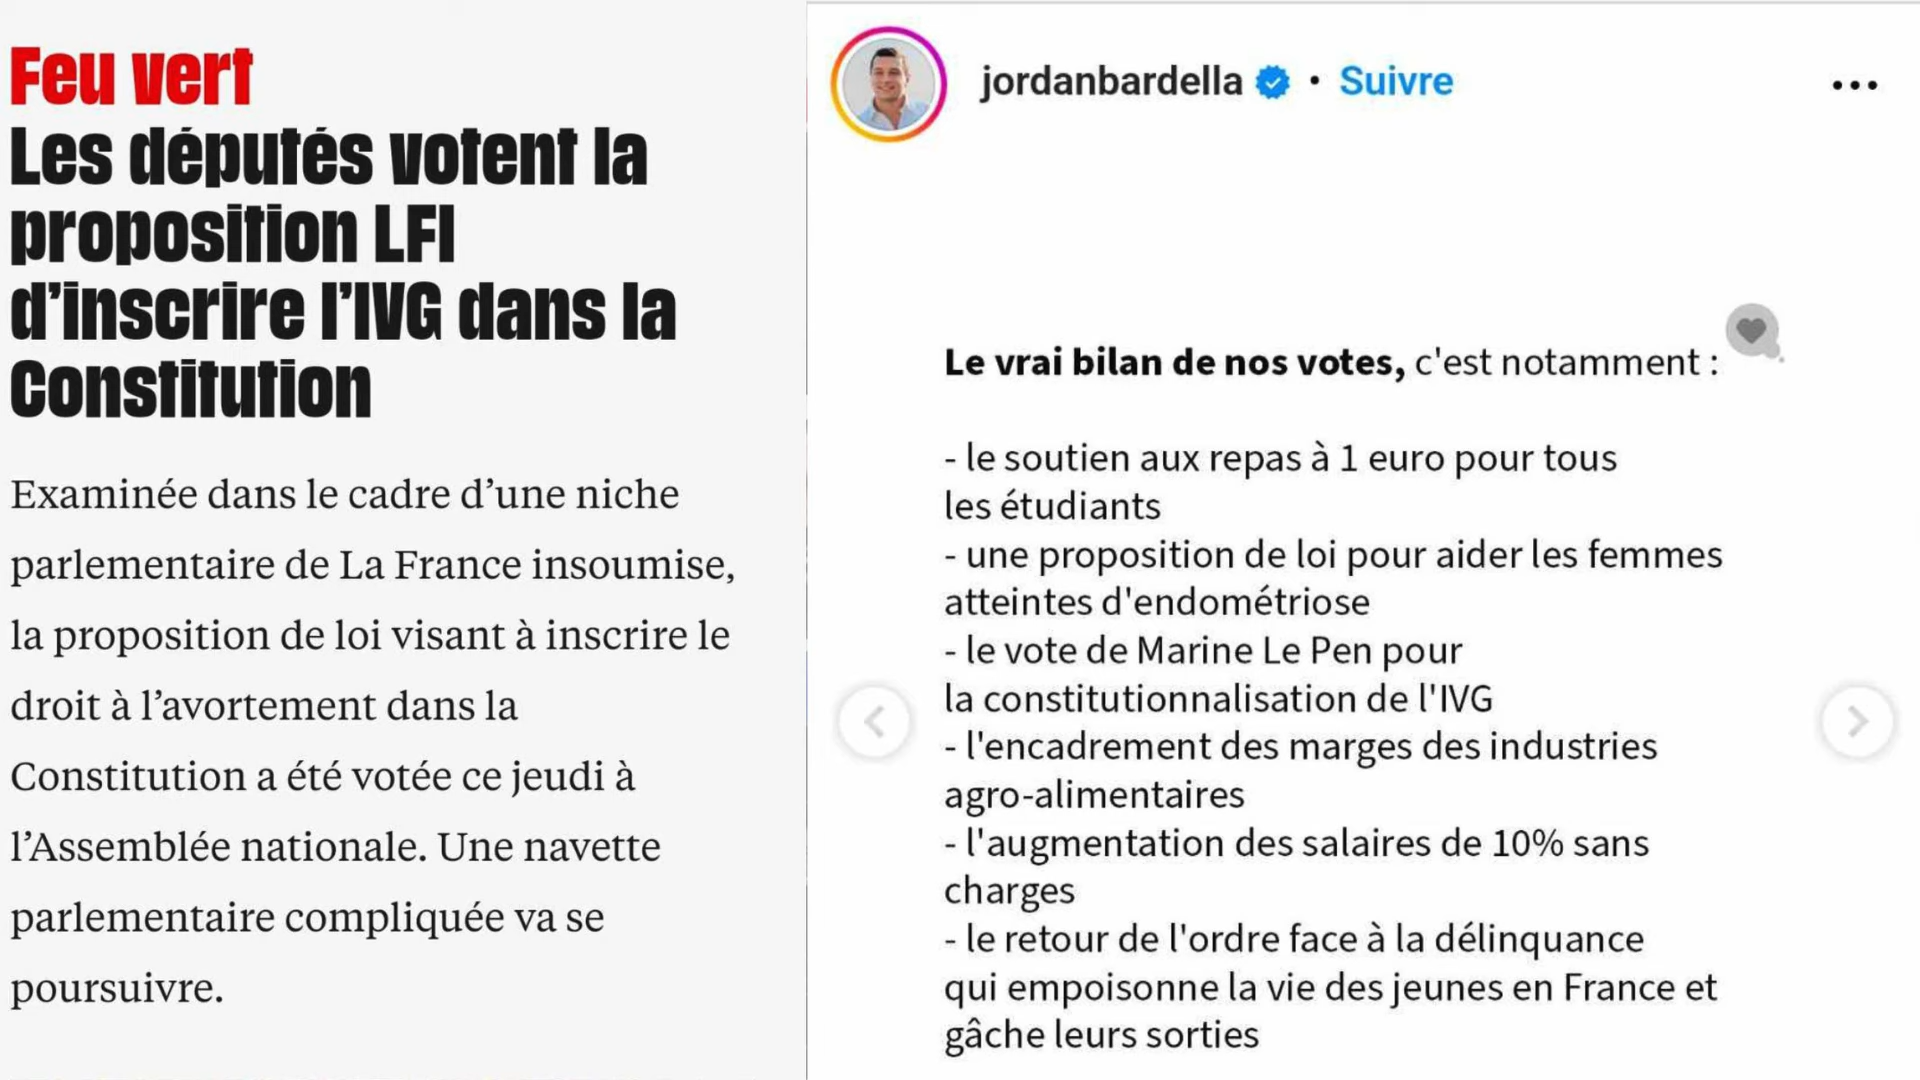 Feu vert
Les députés votent la
proposition LFI
d’inscrire l’IVG dans la
Constitution
Examinée dans le cadre d’une niche
parlementaire de La France insoumise,
la proposition de loi visant à inscrire le
droit à l’avortement dans la
Constitution a été votée ce jeudi à
l’Assemblée nationale. Une navette
parlementaire compliquée va se
poursuivre.
jordanbardella • Suivre
Le vrai bilan de nos votes, c'est notamment :
- le soutien aux repas à 1 euro pour tous
les étudiants
- une proposition de loi pour aider les femmes
atteintes d'endométriose
- le vote de Marine Le Pen pour
la constitutionnalisation de l'IVG
- l'encadrement des marges des industries
agro-alimentaires
- l'augmentation des salaires de 10% sans
charges
- le retour de l'ordre face à la délinquance
qui empoisonne la vie des jeunes en France et
gâche leurs sorties